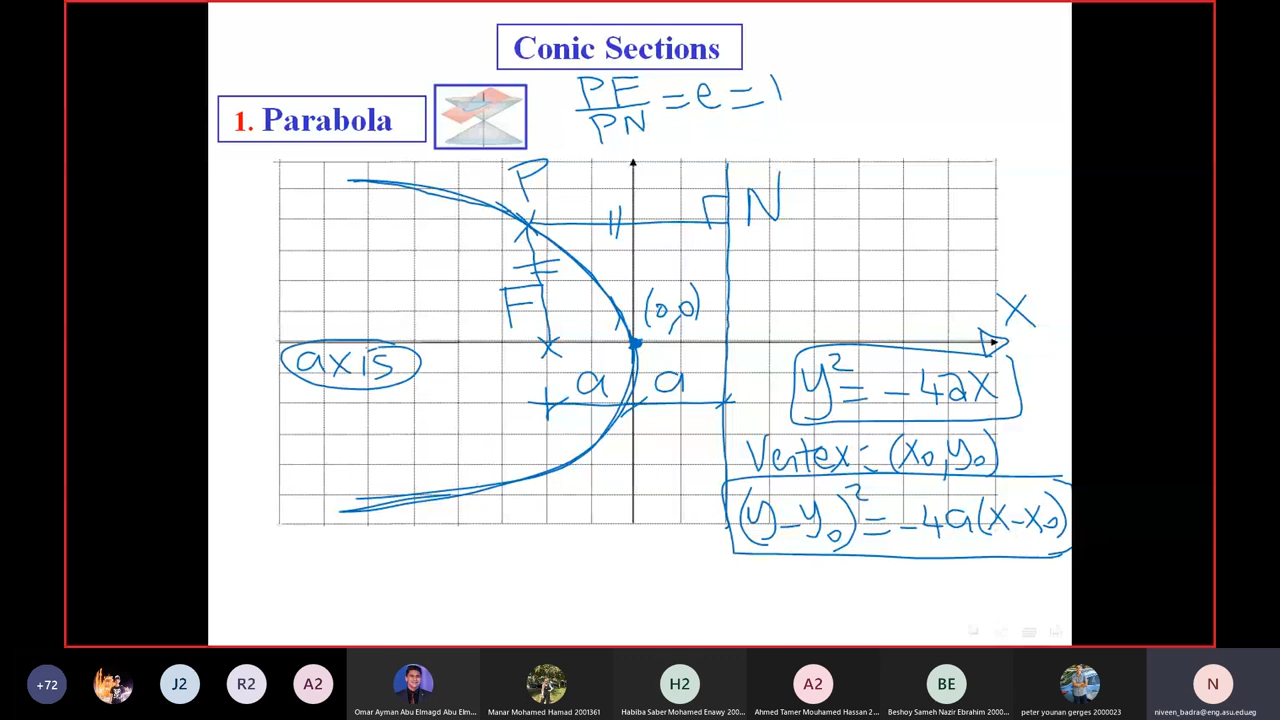 Conic Sections
PF/PN = e = 1
1. Parabola
P
N
F
(0,0)
X
axis
a
a
y² = -4ax
Vertex = (x₀, y₀)
(y-y₀)² = -4a(x-x₀)
+72
J2
R2
A2
H2
A2
BE
N
Omar Ayman Abu Elmagd Abu Elm...
Manar Mohamed Hamad 2001361
Habiba Saber Mohamed Enawy 200...
Ahmed Tamer Mouhamed Hassan 2...
Beshoy Sameh Nazir Ebrahim 2000...
peter younan gerges 2000023
niveen_badra@eng.asu.edu.eg